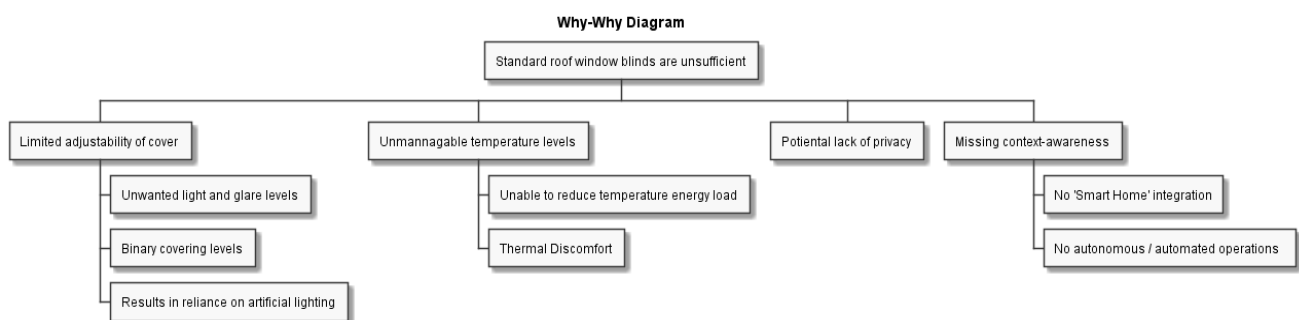 Why-Why Diagram
Standard roof window blinds are unsufficient
Limited adjustability of cover
Unmannagable temperature levels
Potiental lack of privacy
Missing context-awareness
Unwanted light and glare levels
Unable to reduce temperature energy load
No 'Smart Home' integration
Binary covering levels
Thermal Discomfort
No autonomous / automated operations
Results in reliance on artificial lighting